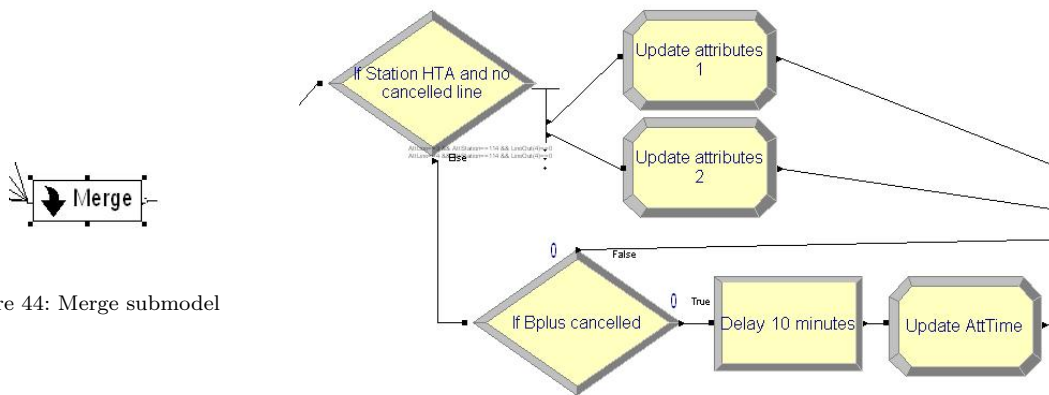 Merge
re 44: Merge submodel
If Station HTA and no
cancelled line
Else
Update attributes
1
Update attributes
2
0
False
If Bplus cancelled
0
True
Delay 10 minutes
Update AttTime